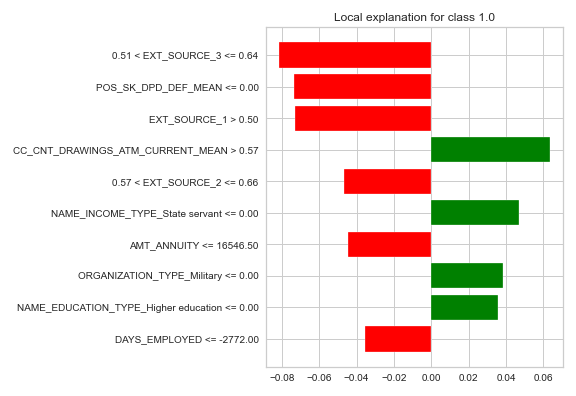 Local explanation for class 1.0
0.51 < EXT_SOURCE_3 <= 0.64
POS_SK_DPD_DEF_MEAN <= 0.00
EXT_SOURCE_1 > 0.50
CC_CNT_DRAWINGS_ATM_CURRENT_MEAN > 0.57
0.57 < EXT_SOURCE_2 <= 0.66
NAME_INCOME_TYPE_State servant <= 0.00
AMT_ANNUITY <= 16546.50
ORGANIZATION_TYPE_Military <= 0.00
NAME_EDUCATION_TYPE_Higher education <= 0.00
DAYS_EMPLOYED <= -2772.00
−0.08 −0.06 −0.04 −0.02 0.00 0.02 0.04 0.06